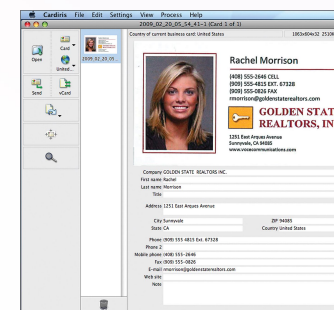 Cardiris File Edit Settings View Process Help
2009_02_20_05_54_41-1 (Card 1 of 1)
Country of current business card: United States
1063x604x32
Open
Card
United...
Send
vCard
2009_02_20_05...
Rachel Morrison
(408) 555-2646 CELL
(909) 555-4815 EXT. 67328
(909) 555-0826 FAX
rmorrison@goldenstaterealtors.com
GOLDEN STAT
REALTORS, IN
1251 East Arques Avenue
Sunnyvale, CA 94085
www.vosecommunications.com
Company GOLDEN STATE REALTORS INC.
First name Rachel
Last name Morrison
Title
Address 1251 East Arques Avenue
City Sunnyvale ZIP 94085
State CA Country United States
Phone (909) 555 4815 Ext. 67328
Phone 2
Mobile phone (408) 555-2646
Fax (909) 555-0826
E-mail rmorrison@goldenstaterealtors.com
Web site
Note